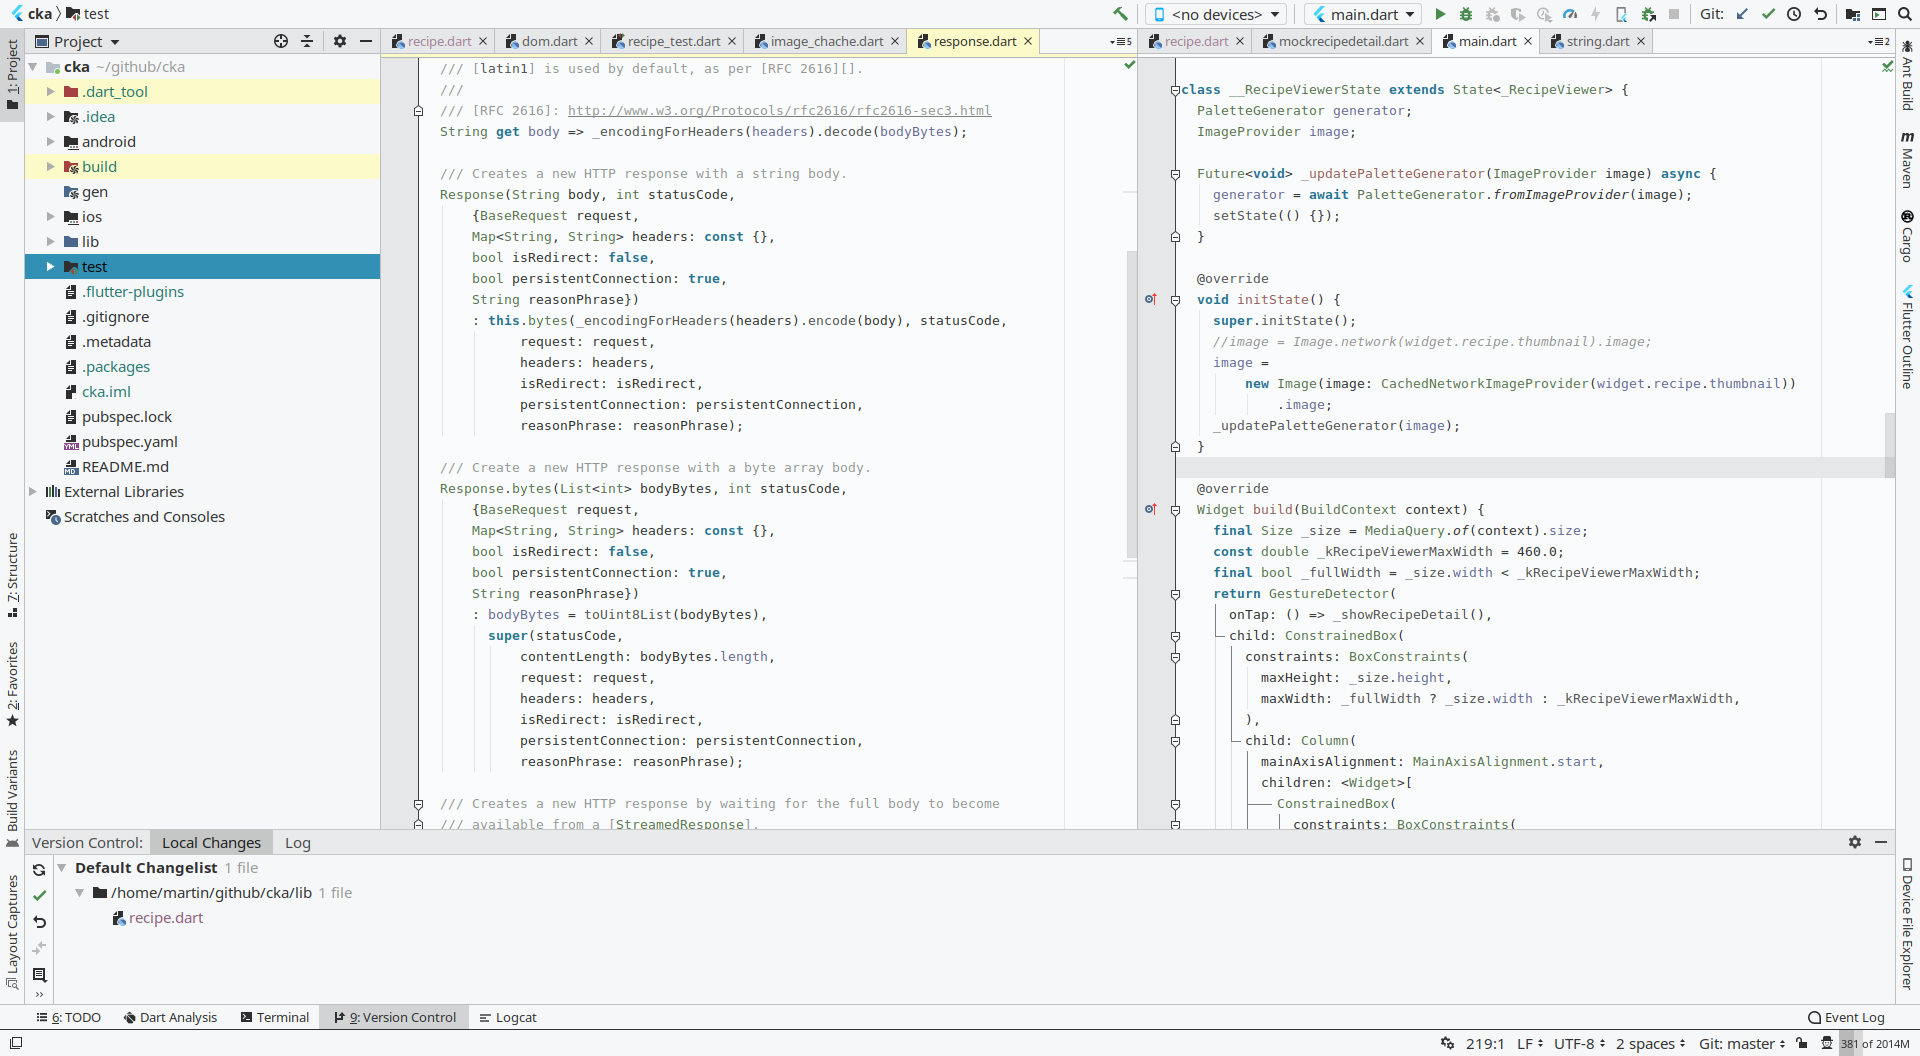 cka test
<no devices> main.dart Git:
Project
recipe.dart dom.dart recipe_test.dart image_chache.dart response.dart 5
recipe.dart mockrecipedetail.dart main.dart string.dart 2
1: Project
7: Structure
2: Favorites
Build Variants
Layout Captures
cka ~/github/cka
.dart_tool
.idea
android
build
gen
ios
lib
test
.flutter-plugins
.gitignore
.metadata
.packages
cka.iml
pubspec.lock
pubspec.yaml
README.md
External Libraries
Scratches and Consoles
/// [latin1] is used by default, as per [RFC 2616][].
///
/// [RFC 2616]: http://www.w3.org/Protocols/rfc2616/rfc2616-sec3.html
String get body => _encodingForHeaders(headers).decode(bodyBytes);
/// Creates a new HTTP response with a string body.
Response(String body, int statusCode,
{BaseRequest request,
Map<String, String> headers: const {},
bool isRedirect: false,
bool persistentConnection: true,
String reasonPhrase})
: this.bytes(_encodingForHeaders(headers).encode(body), statusCode,
request: request,
headers: headers,
isRedirect: isRedirect,
persistentConnection: persistentConnection,
reasonPhrase: reasonPhrase);
/// Create a new HTTP response with a byte array body.
Response.bytes(List<int> bodyBytes, int statusCode,
{BaseRequest request,
Map<String, String> headers: const {},
bool isRedirect: false,
bool persistentConnection: true,
String reasonPhrase})
: bodyBytes = toUint8List(bodyBytes),
super(statusCode,
contentLength: bodyBytes.length,
request: request,
headers: headers,
isRedirect: isRedirect,
persistentConnection: persistentConnection,
reasonPhrase: reasonPhrase);
/// Creates a new HTTP response by waiting for the full body to become
/// available from a [StreamedResponse].
class __RecipeViewerState extends State<_RecipeViewer> {
PaletteGenerator generator;
ImageProvider image;
Future<void> _updatePaletteGenerator(ImageProvider image) async {
generator = await PaletteGenerator.fromImageProvider(image);
setState(() {});
}
@override
void initState() {
super.initState();
//image = Image.network(widget.recipe.thumbnail).image;
image =
new Image(image: CachedNetworkImageProvider(widget.recipe.thumbnail))
.image;
_updatePaletteGenerator(image);
}
@override
Widget build(BuildContext context) {
final Size _size = MediaQuery.of(context).size;
const double _kRecipeViewerMaxWidth = 460.0;
final bool _fullWidth = _size.width < _kRecipeViewerMaxWidth;
return GestureDetector(
onTap: () => _showRecipeDetail(),
child: ConstrainedBox(
constraints: BoxConstraints(
maxHeight: _size.height,
maxWidth: _fullWidth ? _size.width : _kRecipeViewerMaxWidth,
),
child: Column(
mainAxisAlignment: MainAxisAlignment.start,
children: <Widget>[
ConstrainedBox(
constraints: BoxConstraints(
Ant Build
m
Maven
Cargo
Flutter Outline
Device File Explorer
Version Control: Local Changes Log
Default Changelist 1 file
/home/martin/github/cka/lib 1 file
recipe.dart
6: TODO Dart Analysis Terminal 9: Version Control Logcat Event Log
219:1 LF UTF-8 2 spaces Git: master 381 of 2014M